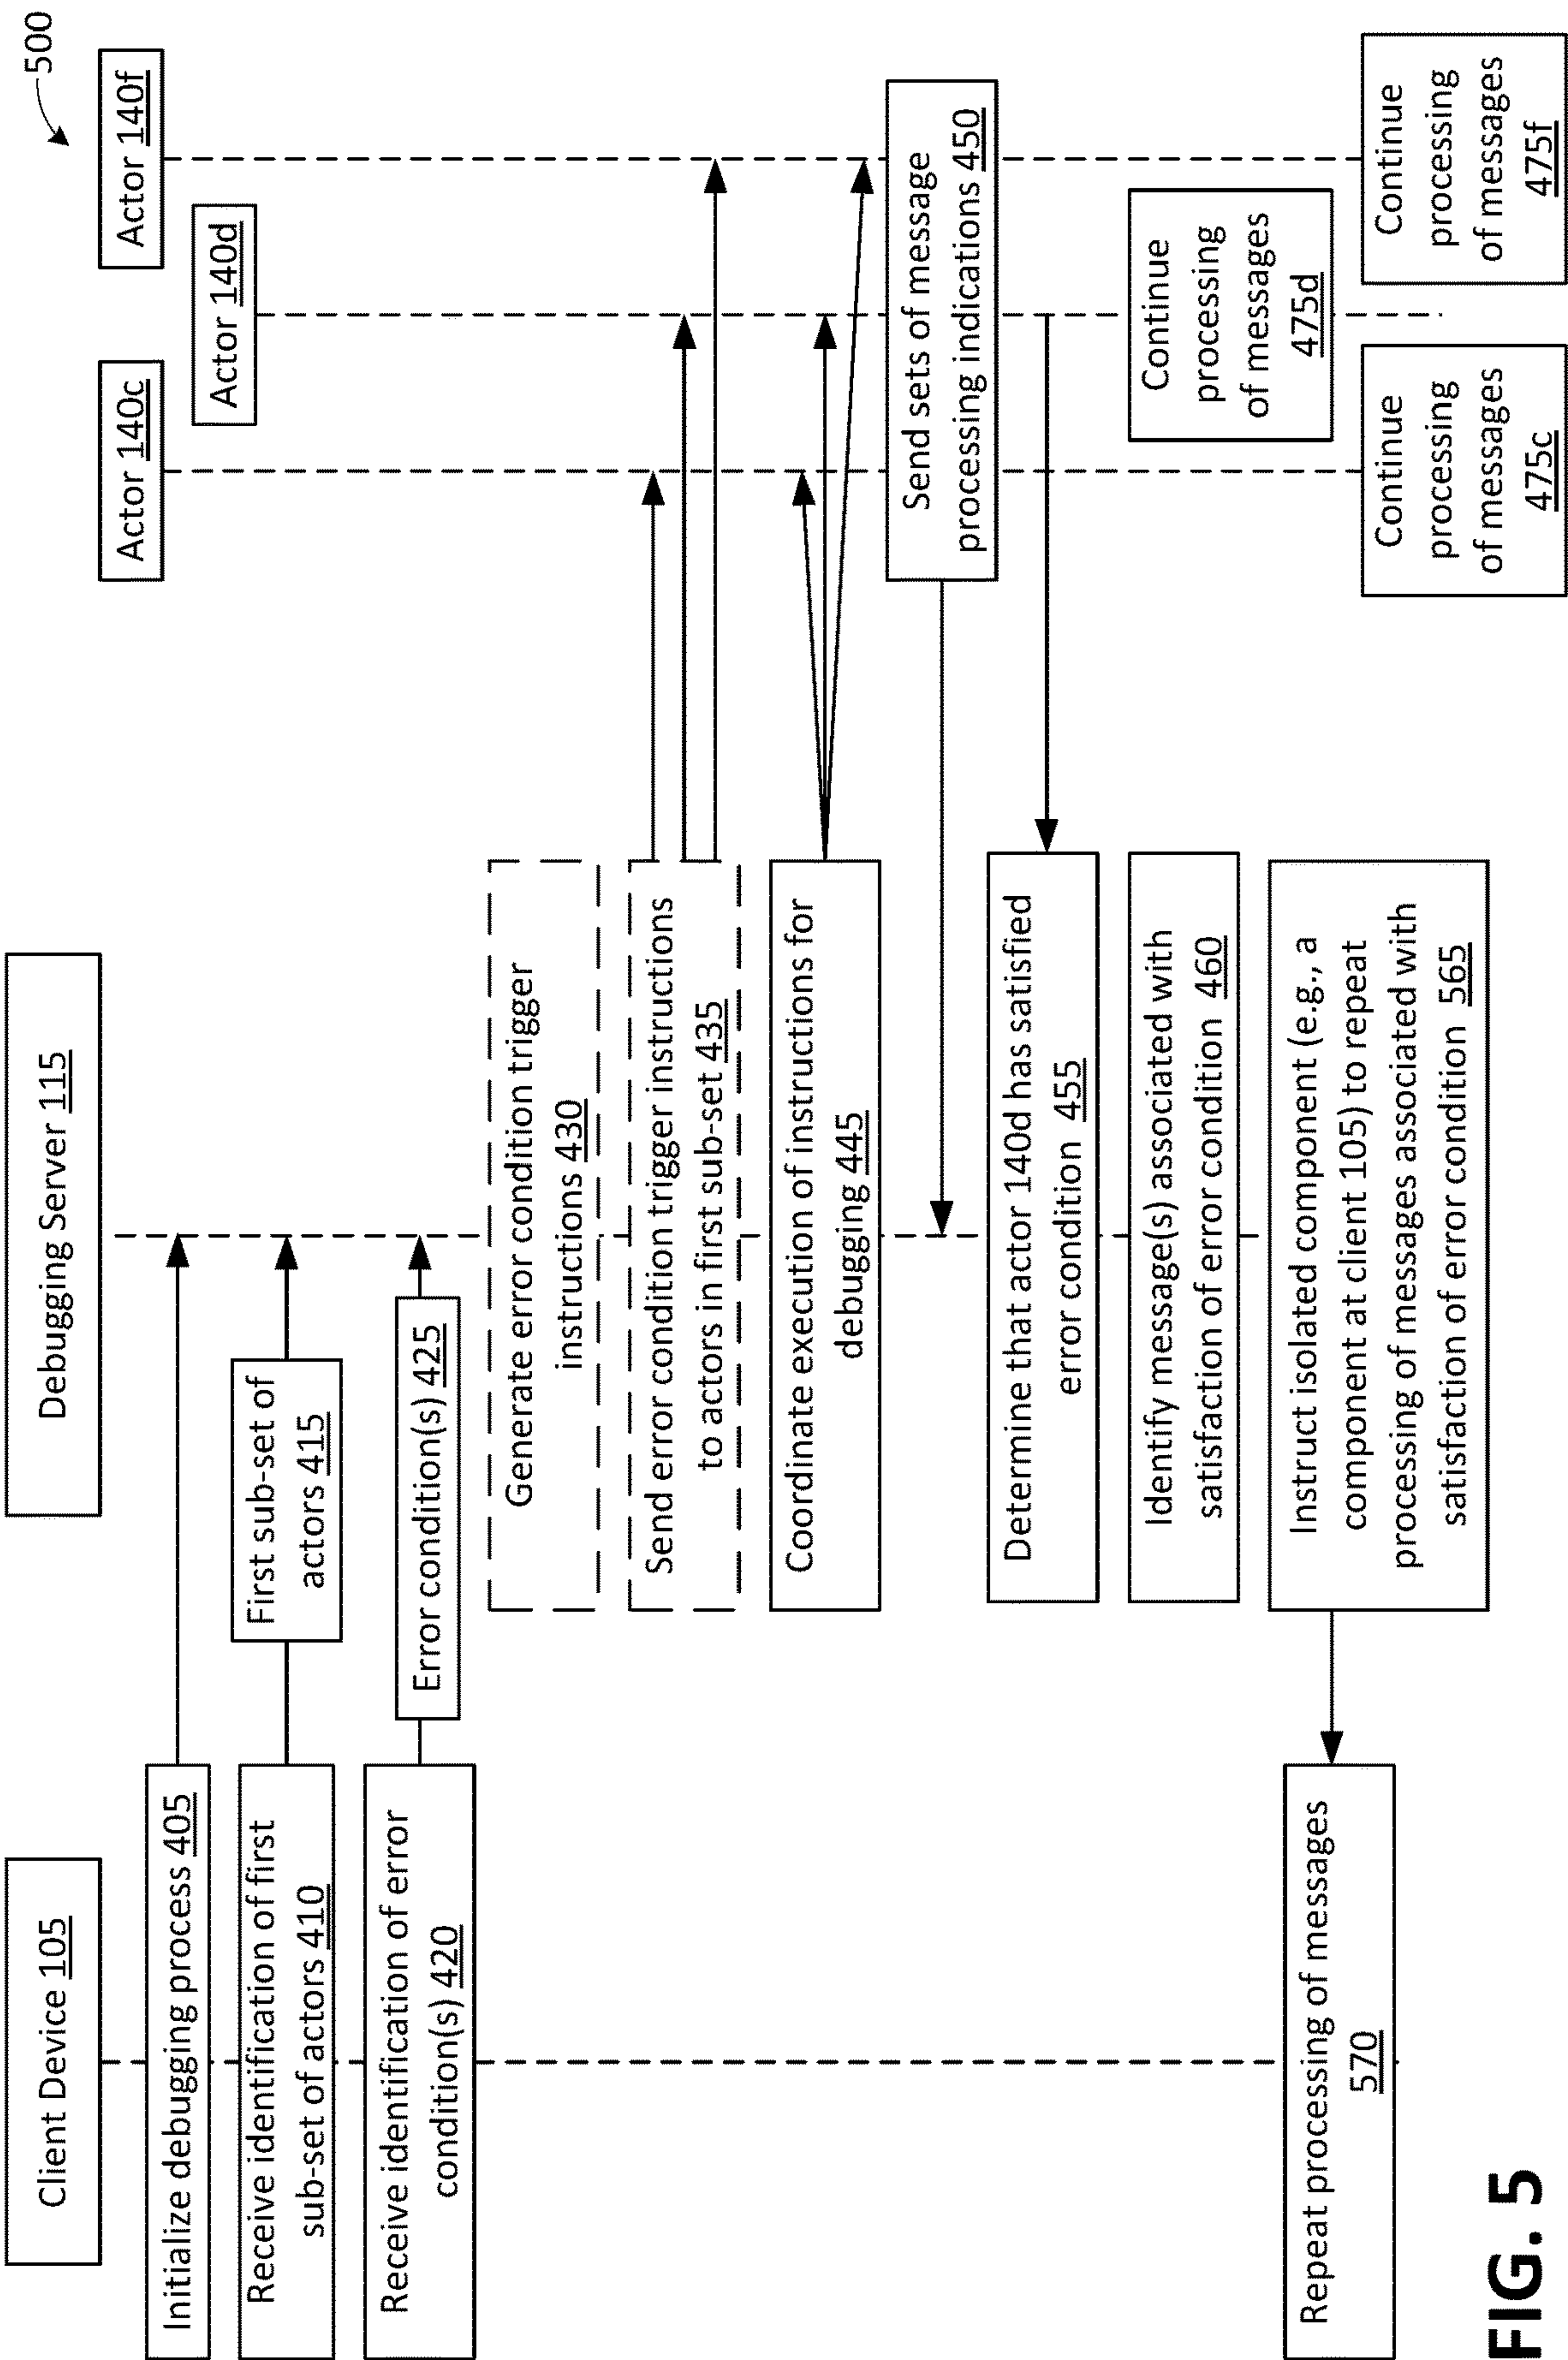 500
Client Device 105
Debugging Server 115
Actor 140c
Actor 140d
Actor 140f
Initialize debugging process 405
Receive identification of first
sub-set of actors 410
First sub-set of
actors 415
Receive identification of error
condition(s) 420
Error condition(s) 425
Generate error condition trigger
instructions 430
Send error condition trigger instructions
to actors in first sub-set 435
Coordinate execution of instructions for
debugging 445
Send sets of message
processing indications 450
Determine that actor 140d has satisfied
error condition 455
Identify message(s) associated with
satisfaction of error condition 460
Continue
processing
of messages
475d
Instruct isolated component (e.g., a
component at client 105) to repeat
processing of messages associated with
satisfaction of error condition 565
Repeat processing of messages
570
Continue
processing
of messages
475c
Continue
processing
of messages
475f
FIG. 5